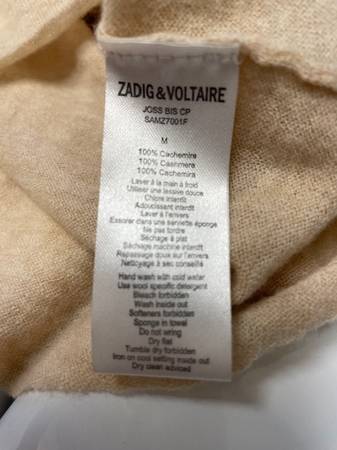 ZADIG & VOLTAIRE
JOSS BIS CP
SAMZ7001F
M
100% Cachemire
100% Cashmere
100% Cachemira
Laver à la main à froid
Utiliser une lessive douce
Chlore interdit
Adoucissant interdit
Laver à l'envers
Essorer dans une serviette éponge
Ne pas tordre
Séchage à plat
Séchage machine interdit
Repassage doux sur l'envers
Nettoyage à sec conseillé
Hand wash with cold water
Use wool specific detergent
Bleach forbidden
Wash inside out
Softeners forbidden
Sponge in towel
Do not wring
Dry flat
Tumble dry forbidden
Iron on cool setting inside out
Dry clean adviced